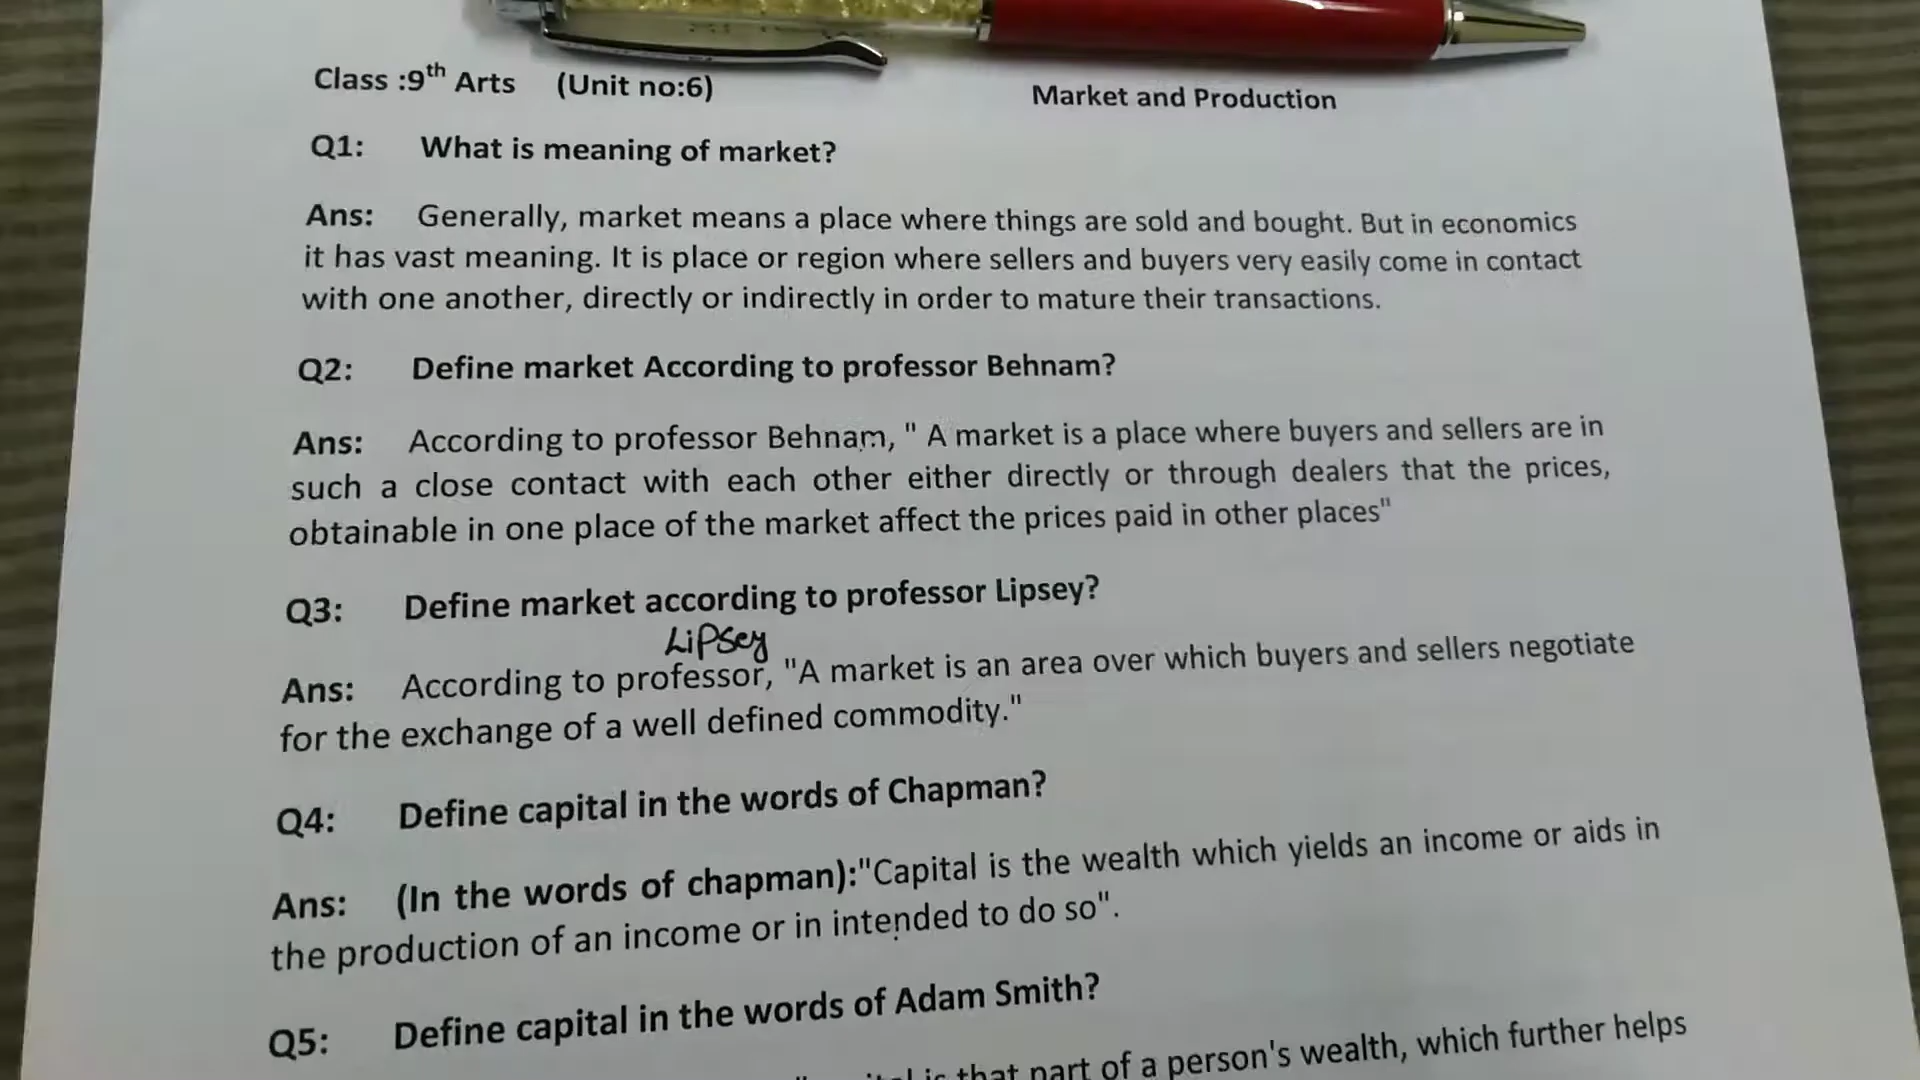 Class :9th Arts (Unit no:6) Market and Production
Q1: What is meaning of market?
Ans: Generally, market means a place where things are sold and bought. But in economics
it has vast meaning. It is place or region where sellers and buyers very easily come in contact
with one another, directly or indirectly in order to mature their transactions.
Q2: Define market According to professor Behnam?
Ans: According to professor Behnam, " A market is a place where buyers and sellers are in
such a close contact with each other either directly or through dealers that the prices,
obtainable in one place of the market affect the prices paid in other places"
Q3: Define market according to professor Lipsey?
Lipsey
Ans: According to professor, "A market is an area over which buyers and sellers negotiate
for the exchange of a well defined commodity."
Q4: Define capital in the words of Chapman?
Ans: (In the words of chapman):"Capital is the wealth which yields an income or aids in
the production of an income or in intended to do so".
Q5: Define capital in the words of Adam Smith?
is that part of a person's wealth, which further helps